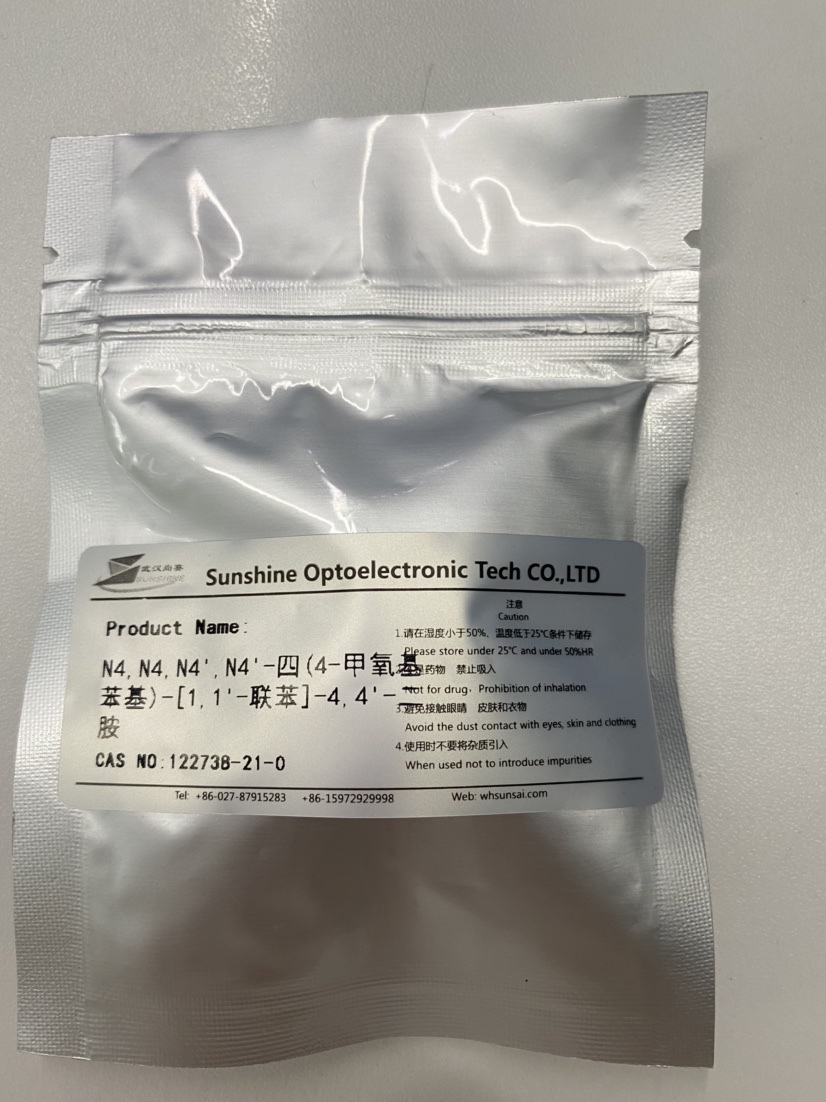 武汉尚赛
SUNSHINE
Sunshine Optoelectronic Tech CO.,LTD
Product Name:
N4, N4, N4', N4'-四(4-甲氧基
苯基)-[1, 1'-联苯]-4, 4'-二
胺
CAS NO:122738-21-0
注意
Caution
1.请在湿度小于50%、温度低于25℃条件下储存
Please store under 25℃ and under 50%HR
是药物 禁止吸入
Not for drug, Prohibition of inhalation
3.避免接触眼睛 皮肤和衣物
Avoid the dust contact with eyes, skin and clothing
4.使用时不要将杂质引入
When used not to introduce impurities
Tel: +86-027-87915283 +86-15972929998 Web: whsunsai.com